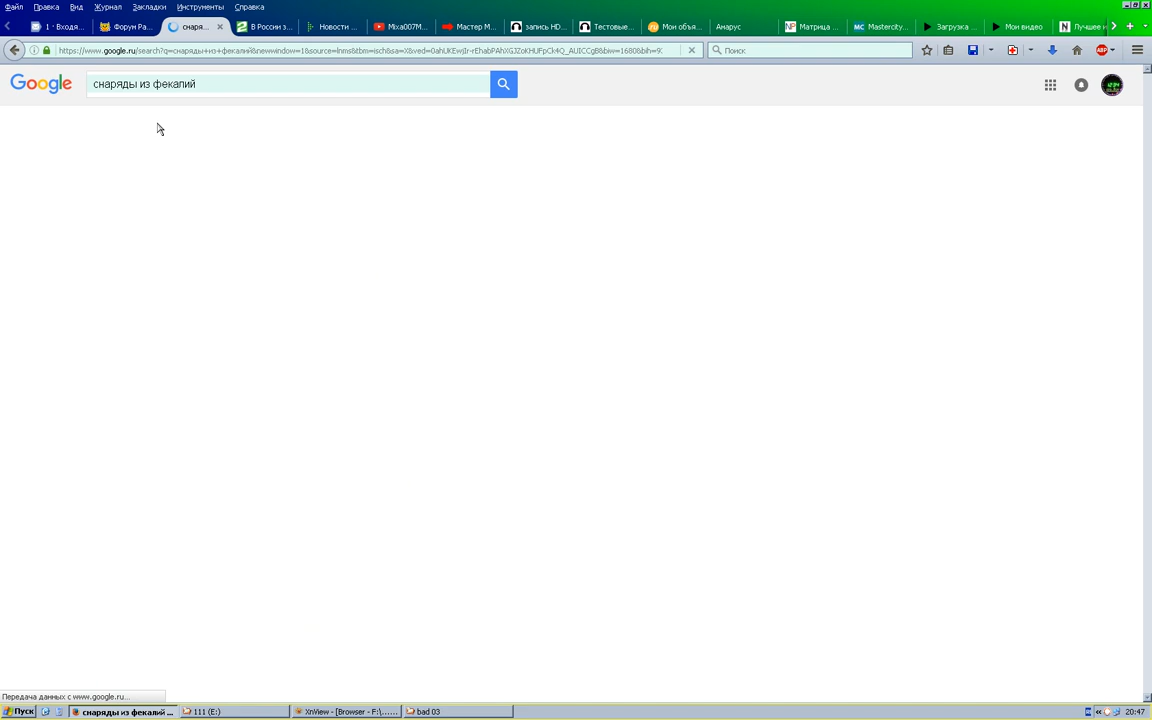 Файл Правка Вид Журнал Закладки Инструменты Справка
1 · Входя... Форум Ра... снаря... В России з... Новости ... Mixa007M... Мастер М... запись HD... Тестовые... Мои объя... Амарус Матрица ... Mastercity... Загрузка ... Мои видео Лучшее и
Поиск
Google снаряды из фекалий
Передача данных с www.google.ru...
Пуск снаряды из фекалий ... 111 (E:) XnView - [Browser - F:\... bad 03 20:47